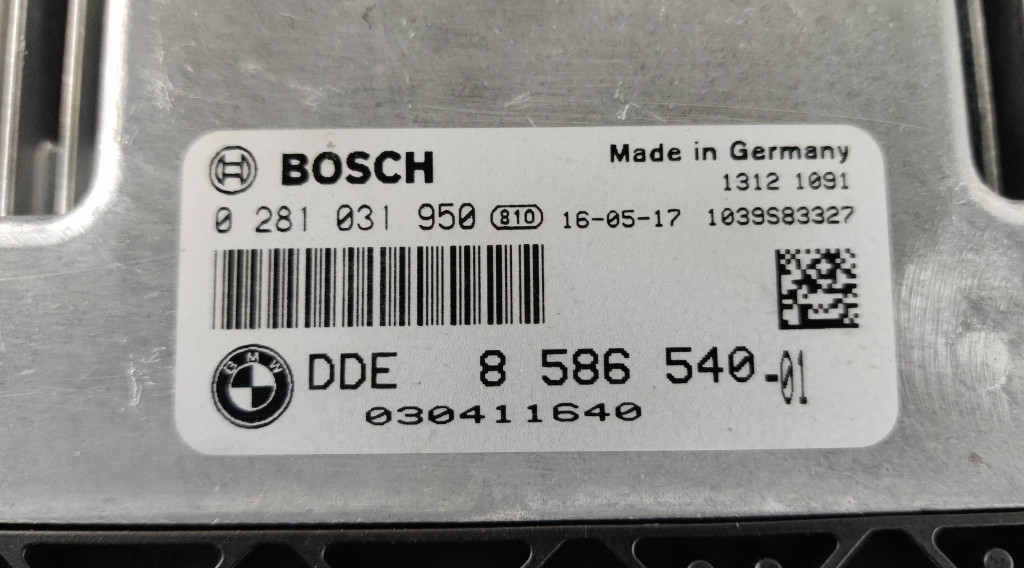 BOSCH
Made in Germany
1312 1091
0 281 031 950 810 16-05-17 1039S83327
BMW
DDE 8 586 540-01
030411640